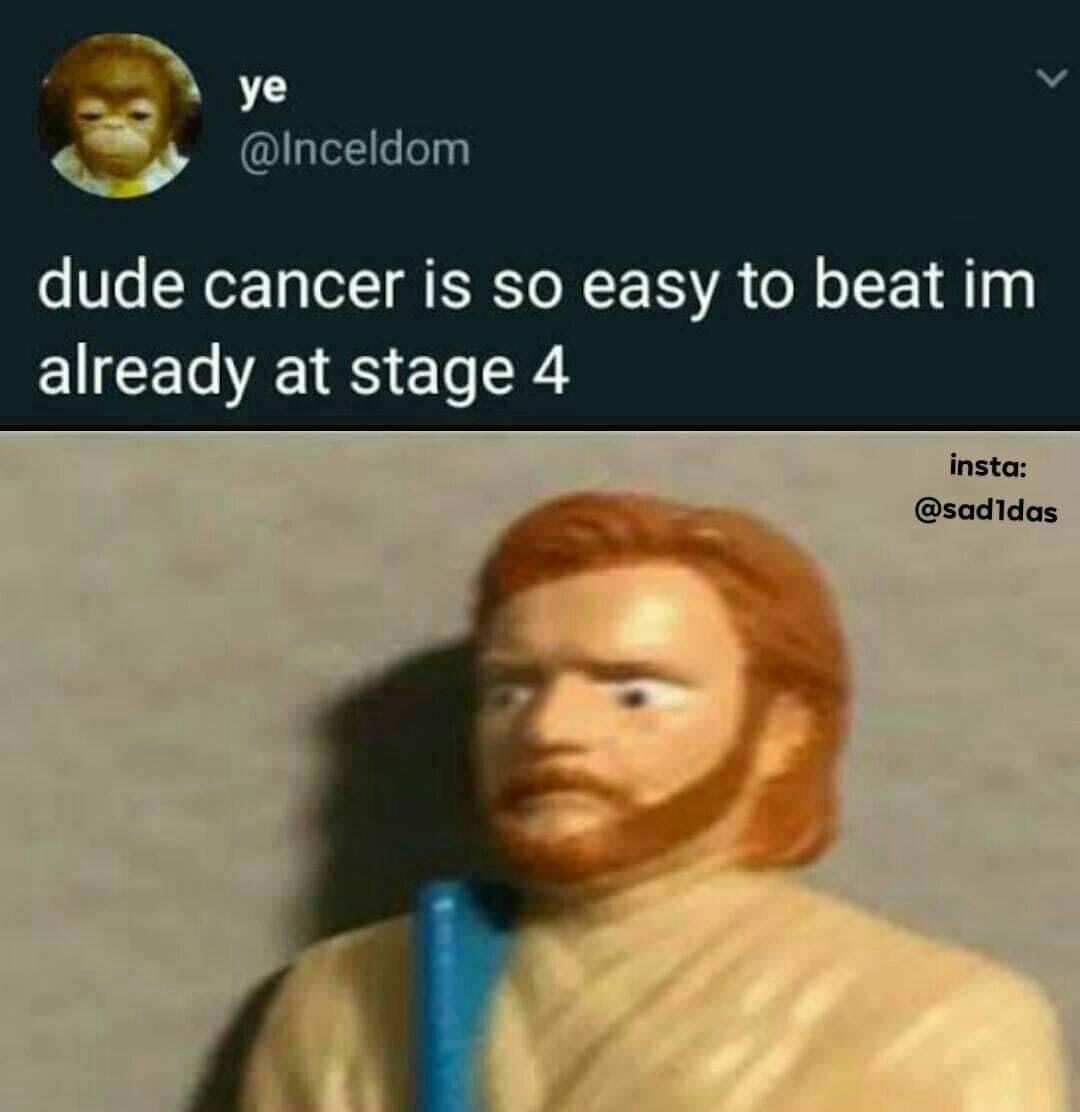 ye
@Inceldom
dude cancer is so easy to beat im
already at stage 4
insta:
@sad1das